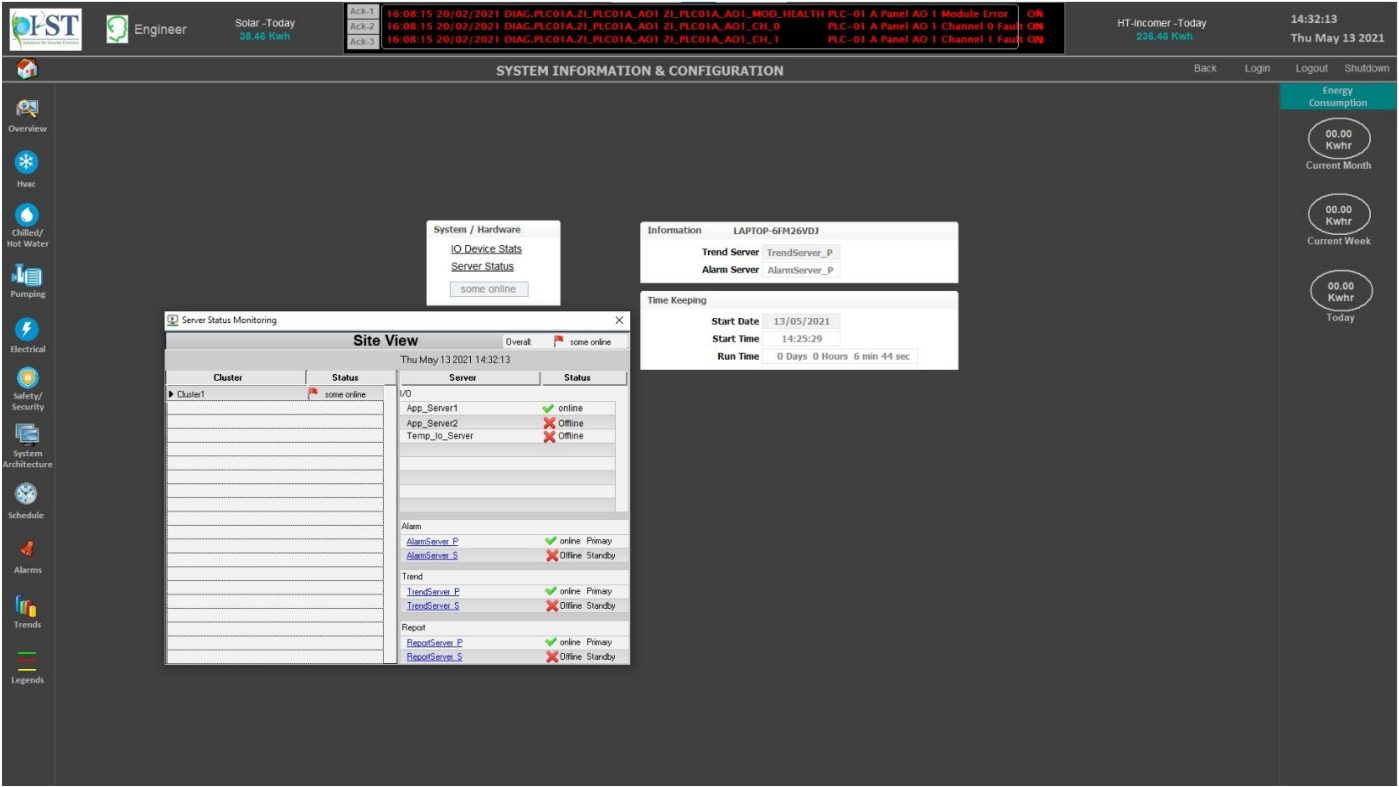 Engineer
Solar -Today
38.46 Kwh
Ack-1 16:08:15 20/02/2021 DIAG.PLC01A.ZI_PLC01A_AO1 ZI_PLC01A_AO1_MOD_HEALTH PLC-01 A Panel AO 1 Module Error ON
Ack-2 16:08:15 20/02/2021 DIAG.PLC01A.ZI_PLC01A_AO1 ZI_PLC01A_AO1_CH_0 PLC-01 A Panel AO 1 Channel 0 Fault ON
Ack-3 16:08:15 20/02/2021 DIAG.PLC01A.ZI_PLC01A_AO1 ZI_PLC01A_AO1_CH_1 PLC-01 A Panel AO 1 Channel 1 Fault ON
HT-Incomer -Today
236.46 Kwh
14:32:13
Thu May 13 2021
SYSTEM INFORMATION & CONFIGURATION
Back Login Logout Shutdown
Overview
Hvac
Chilled/
Hot Water
Pumping
Electrical
Safety/
Security
System
Architecture
Schedule
Alarms
Trends
Legends
System / Hardware
IO Device Stats
Server Status
some online
Information LAPTOP-6FM26VDJ
Trend Server TrendServer_P
Alarm Server AlarmServer_P
Time Keeping
Start Date 13/05/2021
Start Time 14:25:29
Run Time 0 Days 0 Hours 6 min 44 sec
Server Status Monitoring
Site View Overall: some online
Thu May 13 2021 14:32:13
Cluster Status Server Status
Cluster1 some online
I/O
App_Server1 online
App_Server2 Offline
Temp_Io_Server Offline
Alarm
AlarmServer_P online Primary
AlarmServer_S Offline Standby
Trend
TrendServer_P online Primary
TrendServer_S Offline Standby
Report
ReportServer_P online Primary
ReportServer_S Offline Standby
Energy
Consumption
00.00
Kwhr
Current Month
00.00
Kwhr
Current Week
00.00
Kwhr
Today